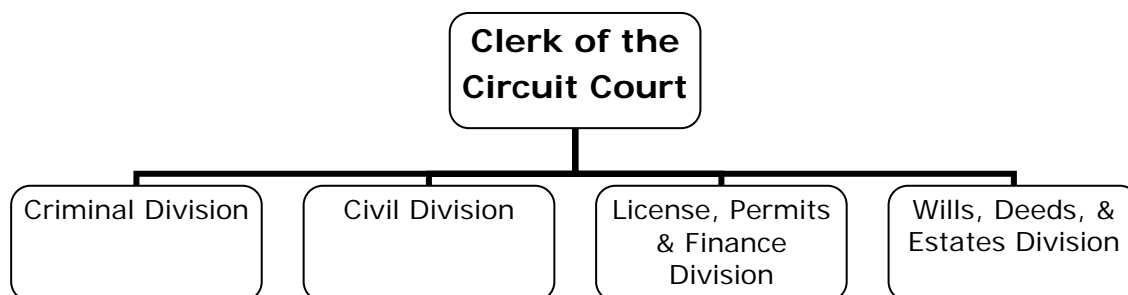 Clerk of the
Circuit Court
Criminal Division
Civil Division
License, Permits
& Finance
Division
Wills, Deeds, &
Estates Division